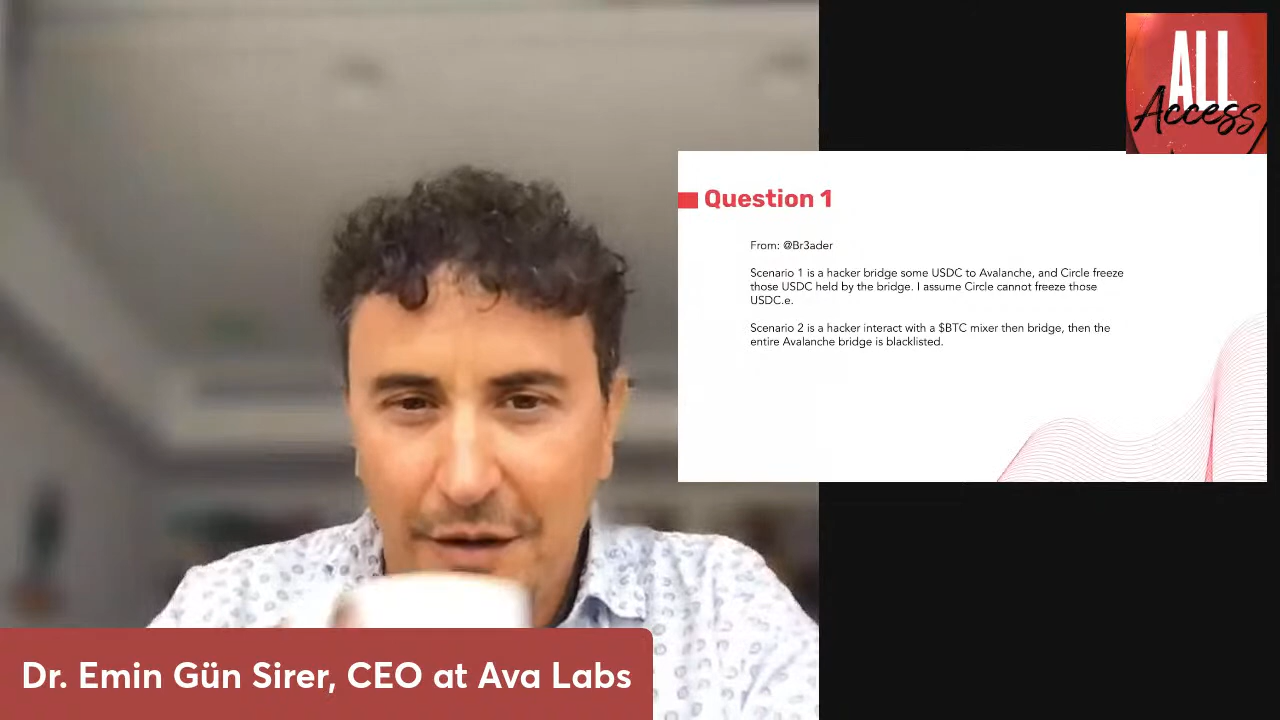 ALL
Access
Question 1
From: @Br3ader
Scenario 1 is a hacker bridge some USDC to Avalanche, and Circle freeze
those USDC held by the bridge. I assume Circle cannot freeze those
USDC.e.
Scenario 2 is a hacker interact with a $BTC mixer then bridge, then the
entire Avalanche bridge is blacklisted.
Dr. Emin Gün Sirer, CEO at Ava Labs